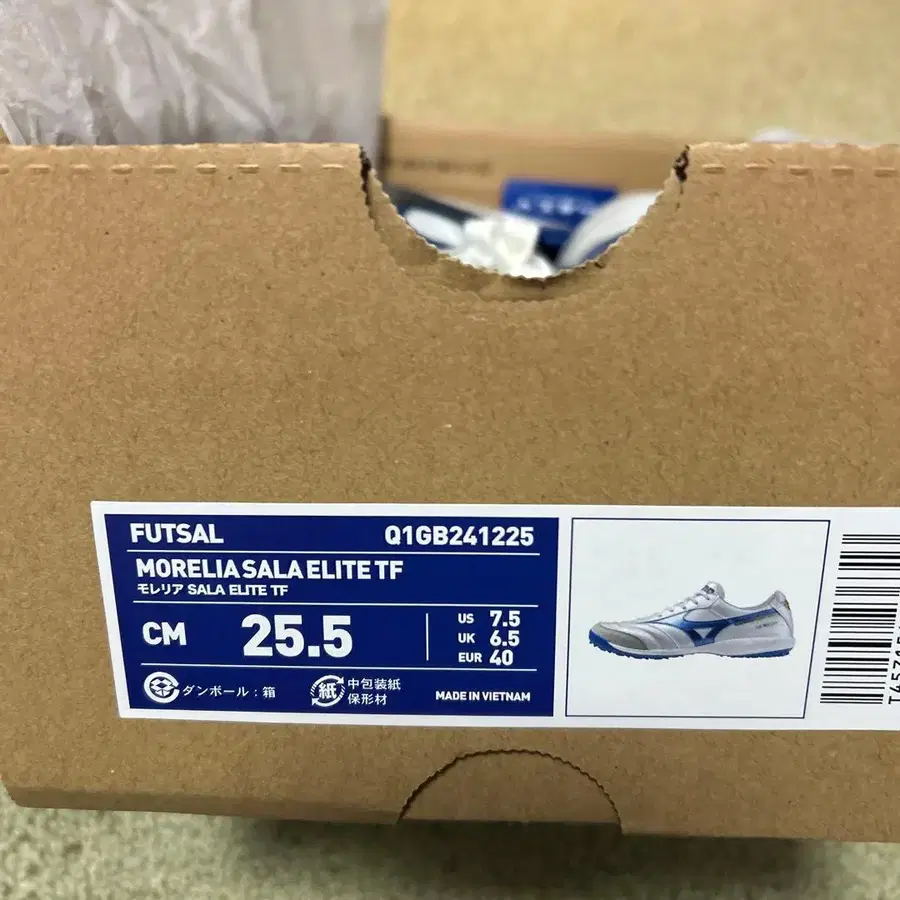 FUTSAL Q1GB241225
MORELIA SALA ELITE TF
モレリア SALA ELITE TF
CM 25.5
US 7.5
UK 6.5
EUR 40
ダンボール：箱
紙
中包装紙
保形材
MADE IN VIETNAM